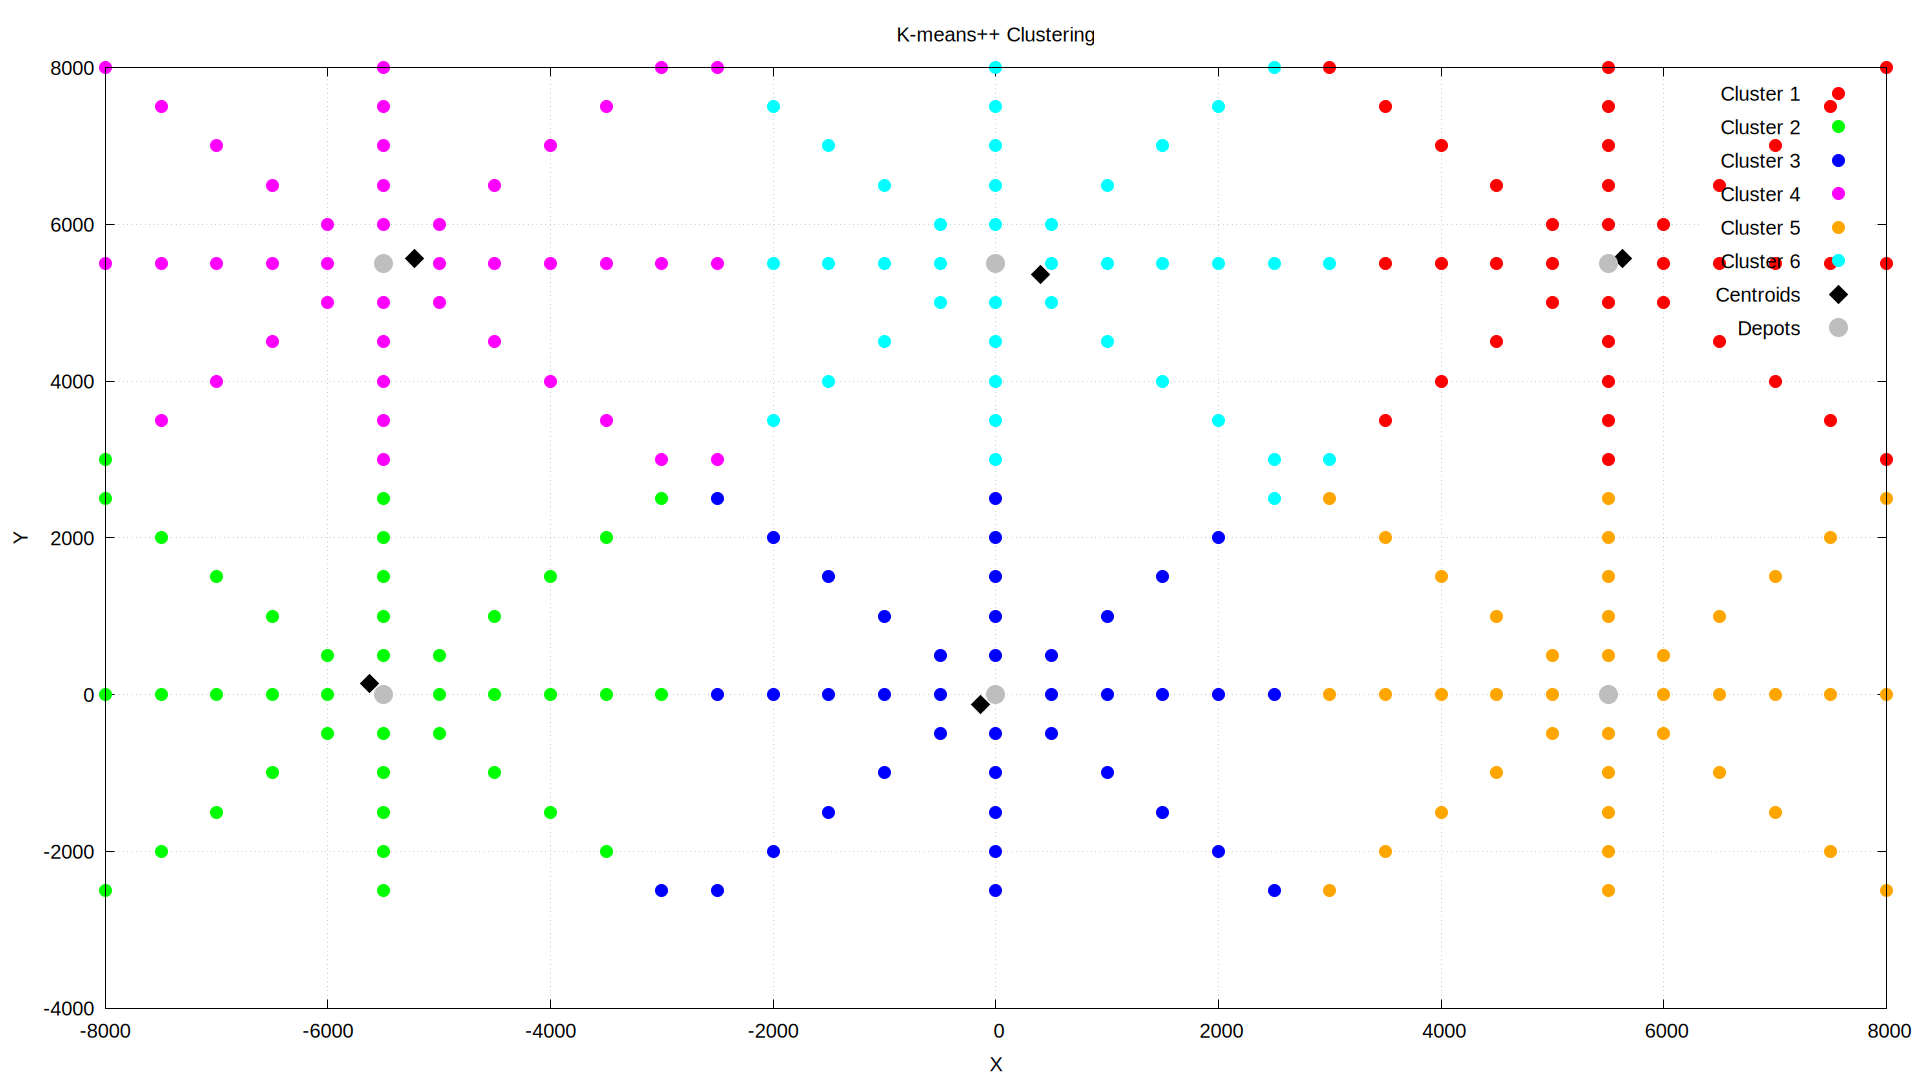 K-means++ Clustering
8000
6000
4000
2000
0
-2000
-4000
Y
Cluster 1
Cluster 2
Cluster 3
Cluster 4
Cluster 5
Cluster 6
Centroids
Depots
-8000 -6000 -4000 -2000 0 2000 4000 6000 8000
X